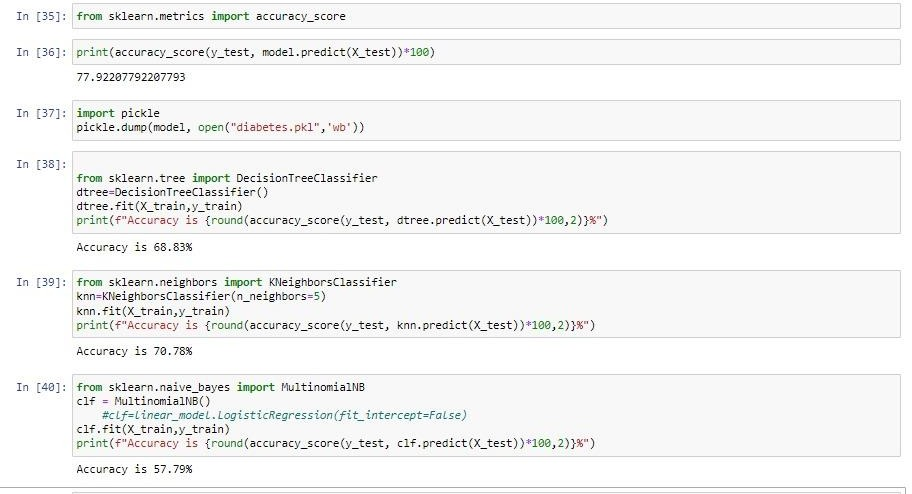 In [35]: from sklearn.metrics import accuracy_score
In [36]: print(accuracy_score(y_test, model.predict(X_test))*100)
77.92207792207793
In [37]: import pickle
pickle.dump(model, open("diabetes.pkl",'wb'))
In [38]:
from sklearn.tree import DecisionTreeClassifier
dtree=DecisionTreeClassifier()
dtree.fit(X_train,y_train)
print(f"Accuracy is {round(accuracy_score(y_test, dtree.predict(X_test))*100,2)}%")
Accuracy is 68.83%
In [39]: from sklearn.neighbors import KNeighborsClassifier
knn=KNeighborsClassifier(n_neighbors=5)
knn.fit(X_train,y_train)
print(f"Accuracy is {round(accuracy_score(y_test, knn.predict(X_test))*100,2)}%")
Accuracy is 70.78%
In [40]: from sklearn.naive_bayes import MultinomialNB
clf = MultinomialNB()
#clf=linear_model.LogisticRegression(fit_intercept=False)
clf.fit(X_train,y_train)
print(f"Accuracy is {round(accuracy_score(y_test, clf.predict(X_test))*100,2)}%")
Accuracy is 57.79%